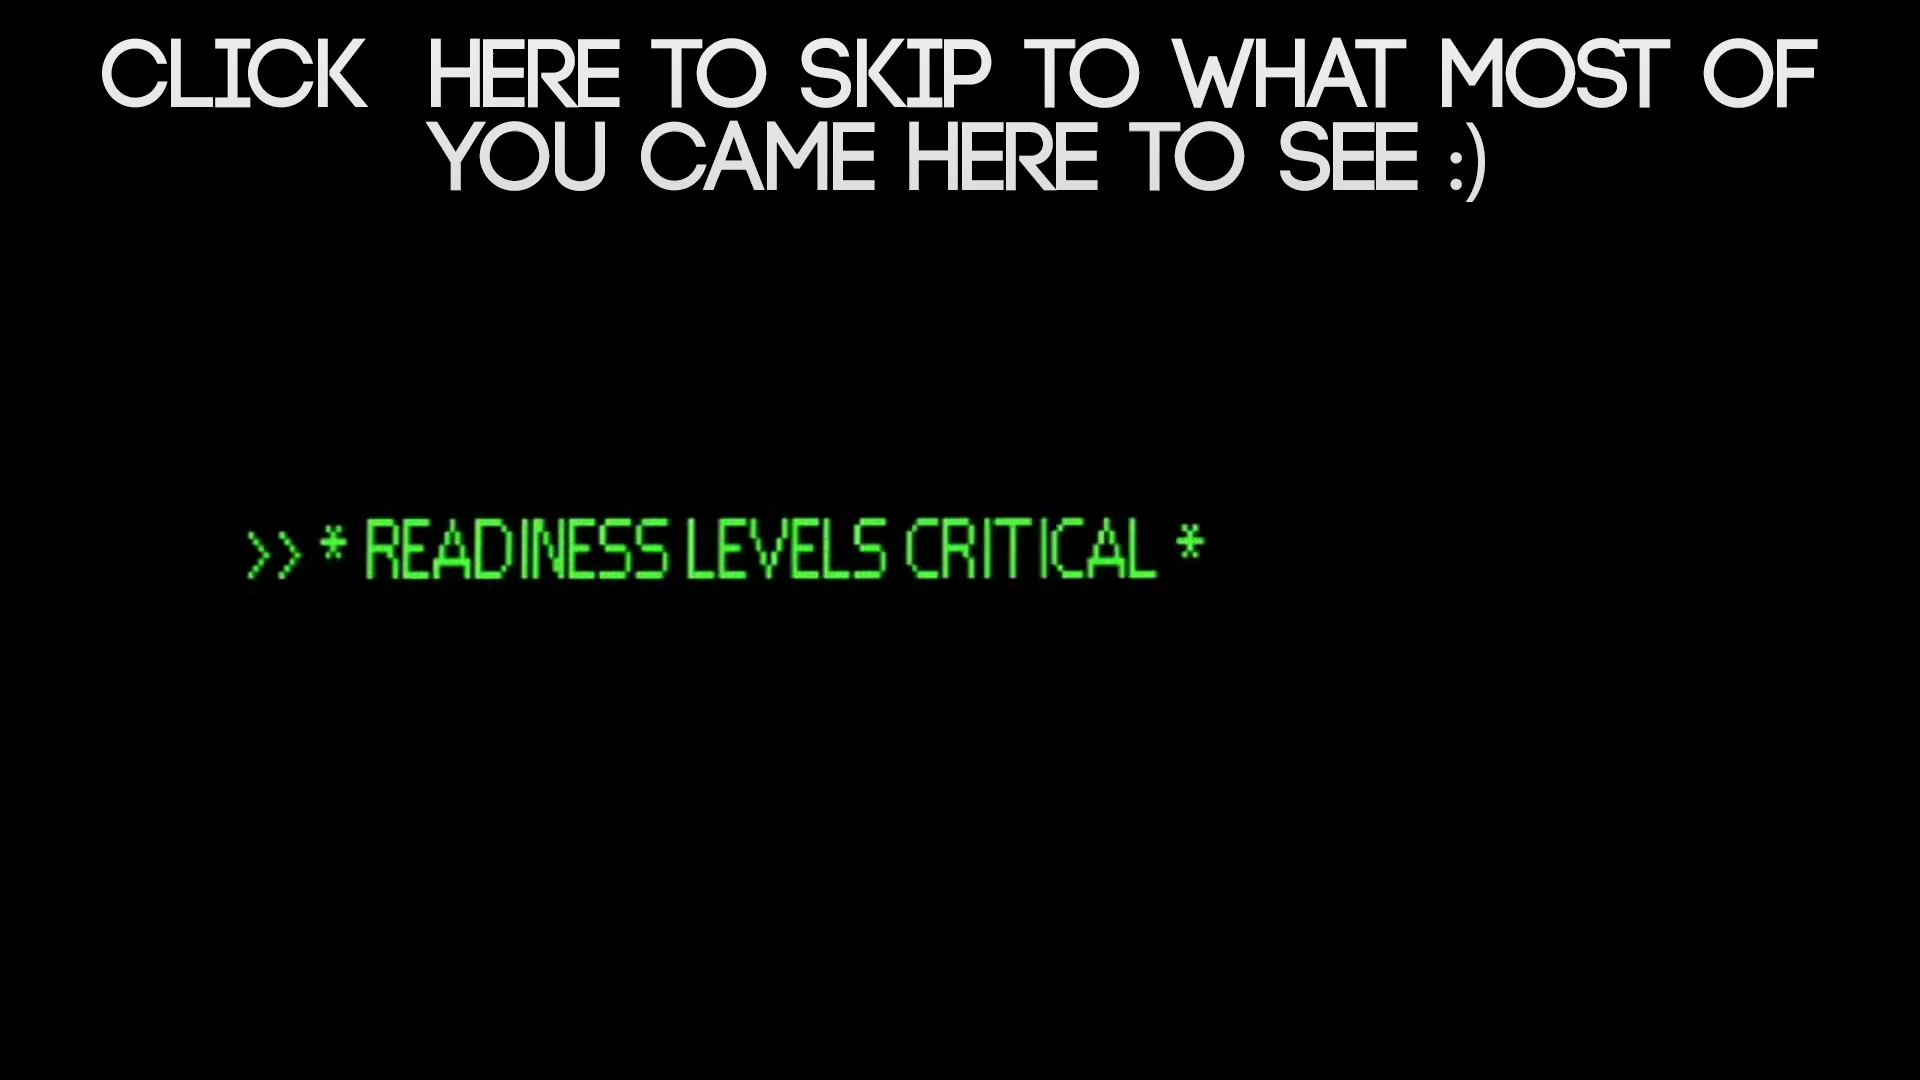 CLICK  HERE TO SKIP TO WHAT MOST OF
YOU CAME HERE TO SEE :)
>> * READINESS LEVELS CRITICAL *